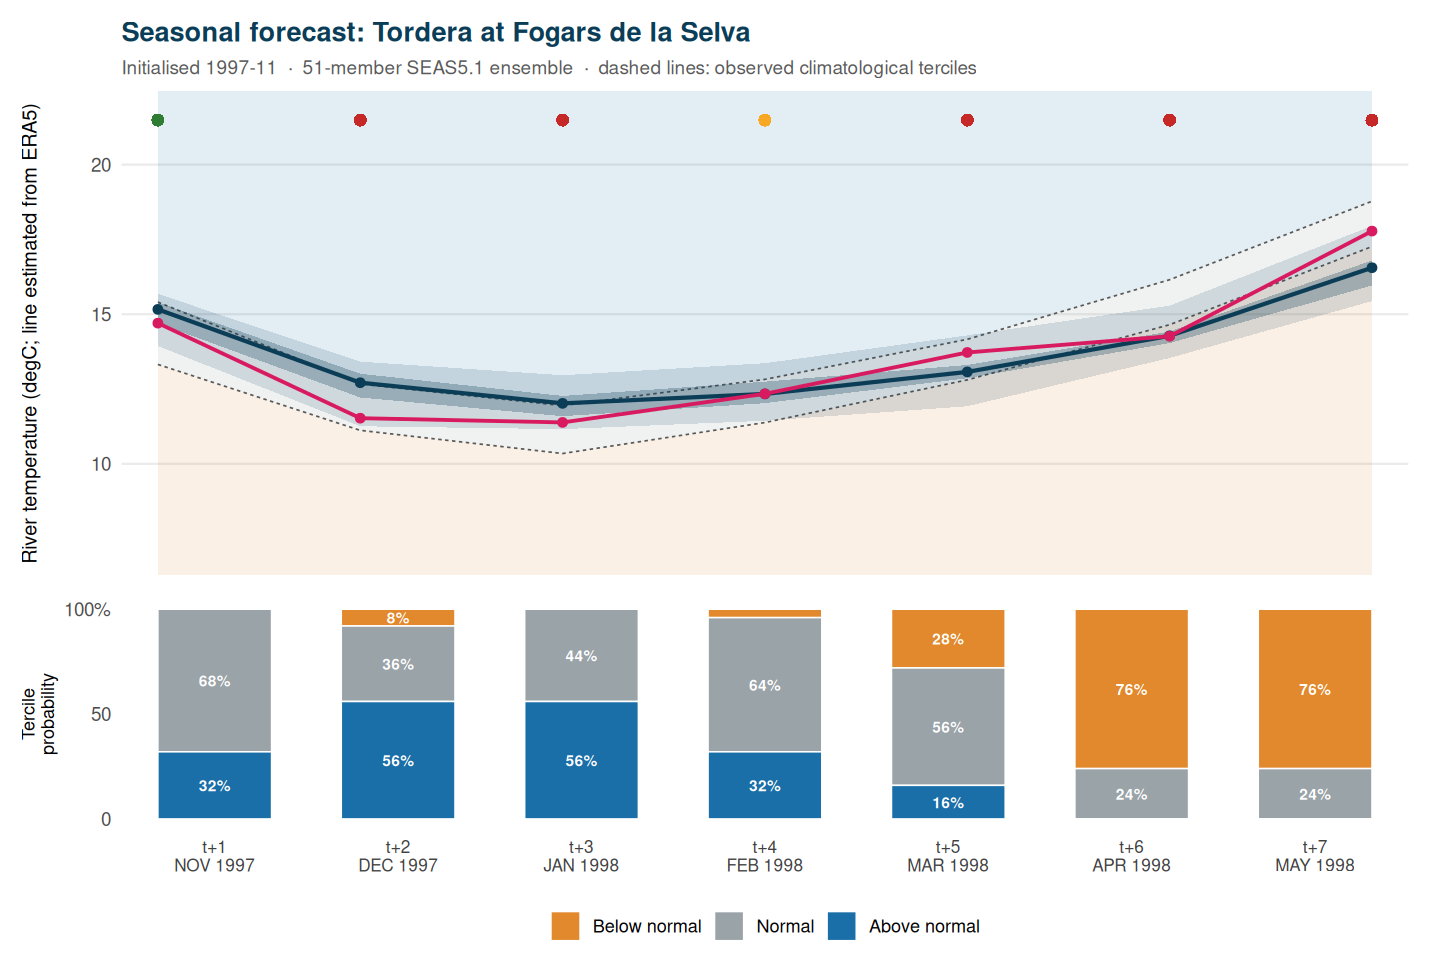 Seasonal forecast: Tordera at Fogars de la Selva
Initialised 1997-11 · 51-member SEAS5.1 ensemble · dashed lines: observed climatological terciles
River temperature (degC; line estimated from ERA5)
20
15
10
Tercile
probability
100%
50
0
68%
32%
8%
36%
56%
44%
56%
64%
32%
28%
56%
16%
76%
24%
76%
24%
t+1
NOV 1997
t+2
DEC 1997
t+3
JAN 1998
t+4
FEB 1998
t+5
MAR 1998
t+6
APR 1998
t+7
MAY 1998
Below normal
Normal
Above normal